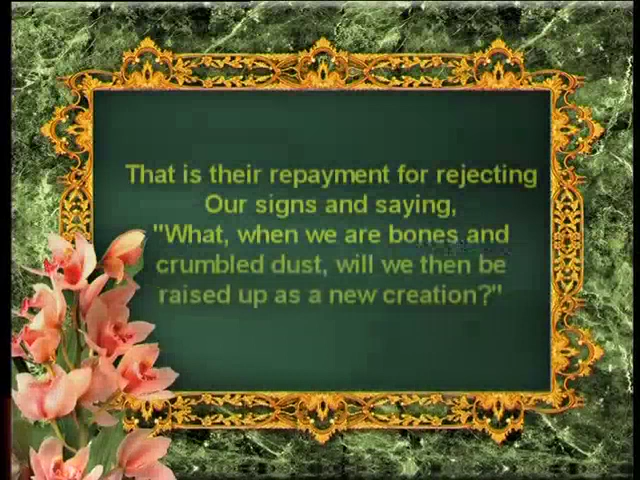 That is their repayment for rejecting
Our signs and saying,
"What, when we are bones and
crumbled dust, will we then be
raised up as a new creation?"